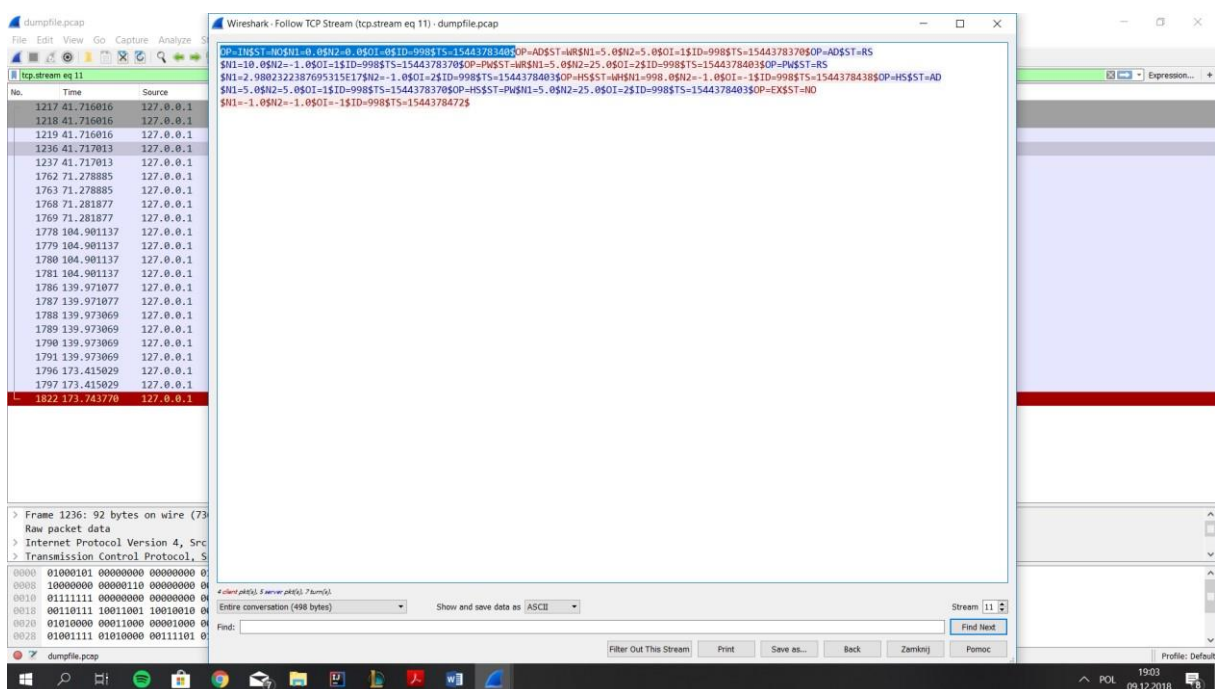 dumpfile.pcap
File Edit View Go Capture Analyze
tcp.stream eq 11
Expression...
No. Time Source
1217 41.716016 127.0.0.1
1218 41.716016 127.0.0.1
1219 41.716016 127.0.0.1
1236 41.717013 127.0.0.1
1237 41.717013 127.0.0.1
1762 71.278885 127.0.0.1
1763 71.278885 127.0.0.1
1768 71.281877 127.0.0.1
1769 71.281877 127.0.0.1
1778 104.901137 127.0.0.1
1779 104.901137 127.0.0.1
1780 104.901137 127.0.0.1
1781 104.901137 127.0.0.1
1786 139.971077 127.0.0.1
1787 139.971077 127.0.0.1
1788 139.973069 127.0.0.1
1789 139.973069 127.0.0.1
1790 139.973069 127.0.0.1
1791 139.973069 127.0.0.1
1796 173.415029 127.0.0.1
1797 173.415029 127.0.0.1
1822 173.743770 127.0.0.1
Frame 1236: 92 bytes on wire (73
Raw packet data
Internet Protocol Version 4, Src
Transmission Control Protocol, S
0000 01000101 00000000 00000000 0
0008 10000000 00000110 00000000 0
0010 01111111 00000000 00000000 0
0018 00110111 10011001 10010010 0
0020 01010000 00011000 00001000 0
0028 01001111 01010000 00111101 0
dumpfile.pcap
Wireshark · Follow TCP Stream (tcp.stream eq 11) · dumpfile.pcap
OP=IN$ST=NO$N1=0.0$N2=0.0$OI=0$ID=998$TS=1544378340$OP=AD$ST=WR$N1=5.0$N2=5.0$OI=1$ID=998$TS=1544378370$OP=AD$ST=RS
$N1=10.0$N2=-1.0$OI=1$ID=998$TS=1544378370$OP=PW$ST=WR$N1=5.0$N2=25.0$OI=2$ID=998$TS=1544378403$OP=PW$ST=RS
$N1=2.9802322387695315E17$N2=-1.0$OI=2$ID=998$TS=1544378403$OP=HS$ST=WH$N1=998.0$N2=-1.0$OI=-1$ID=998$TS=1544378438$OP=HS$ST=AD
$N1=5.0$N2=5.0$OI=1$ID=998$TS=1544378370$OP=HS$ST=PW$N1=5.0$N2=25.0$OI=2$ID=998$TS=1544378403$OP=EX$ST=NO
$N1=-1.0$N2=-1.0$OI=-1$ID=998$TS=1544378472$
4 client pkt(s), 5 server pkt(s), 7 turn(s).
Entire conversation (498 bytes)
Show and save data as ASCII
Stream 11
Find:
Find Next
Filter Out This Stream Print Save as... Back Zamknij Pomoc
Profile: Default
POL
19:03
09.12.2018